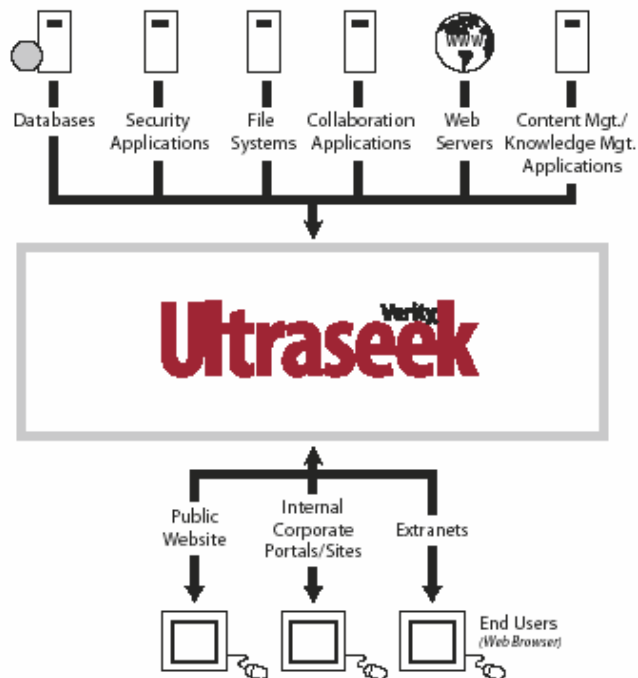 WWW
Databases
Security
Applications
File
Systems
Collaboration
Applications
Web
Servers
Content Mgt./
Knowledge Mgt.
Applications
Verity
Ultraseek
Public
Website
Internal
Corporate
Portals/Sites
Extranets
End Users
(Web Browser)